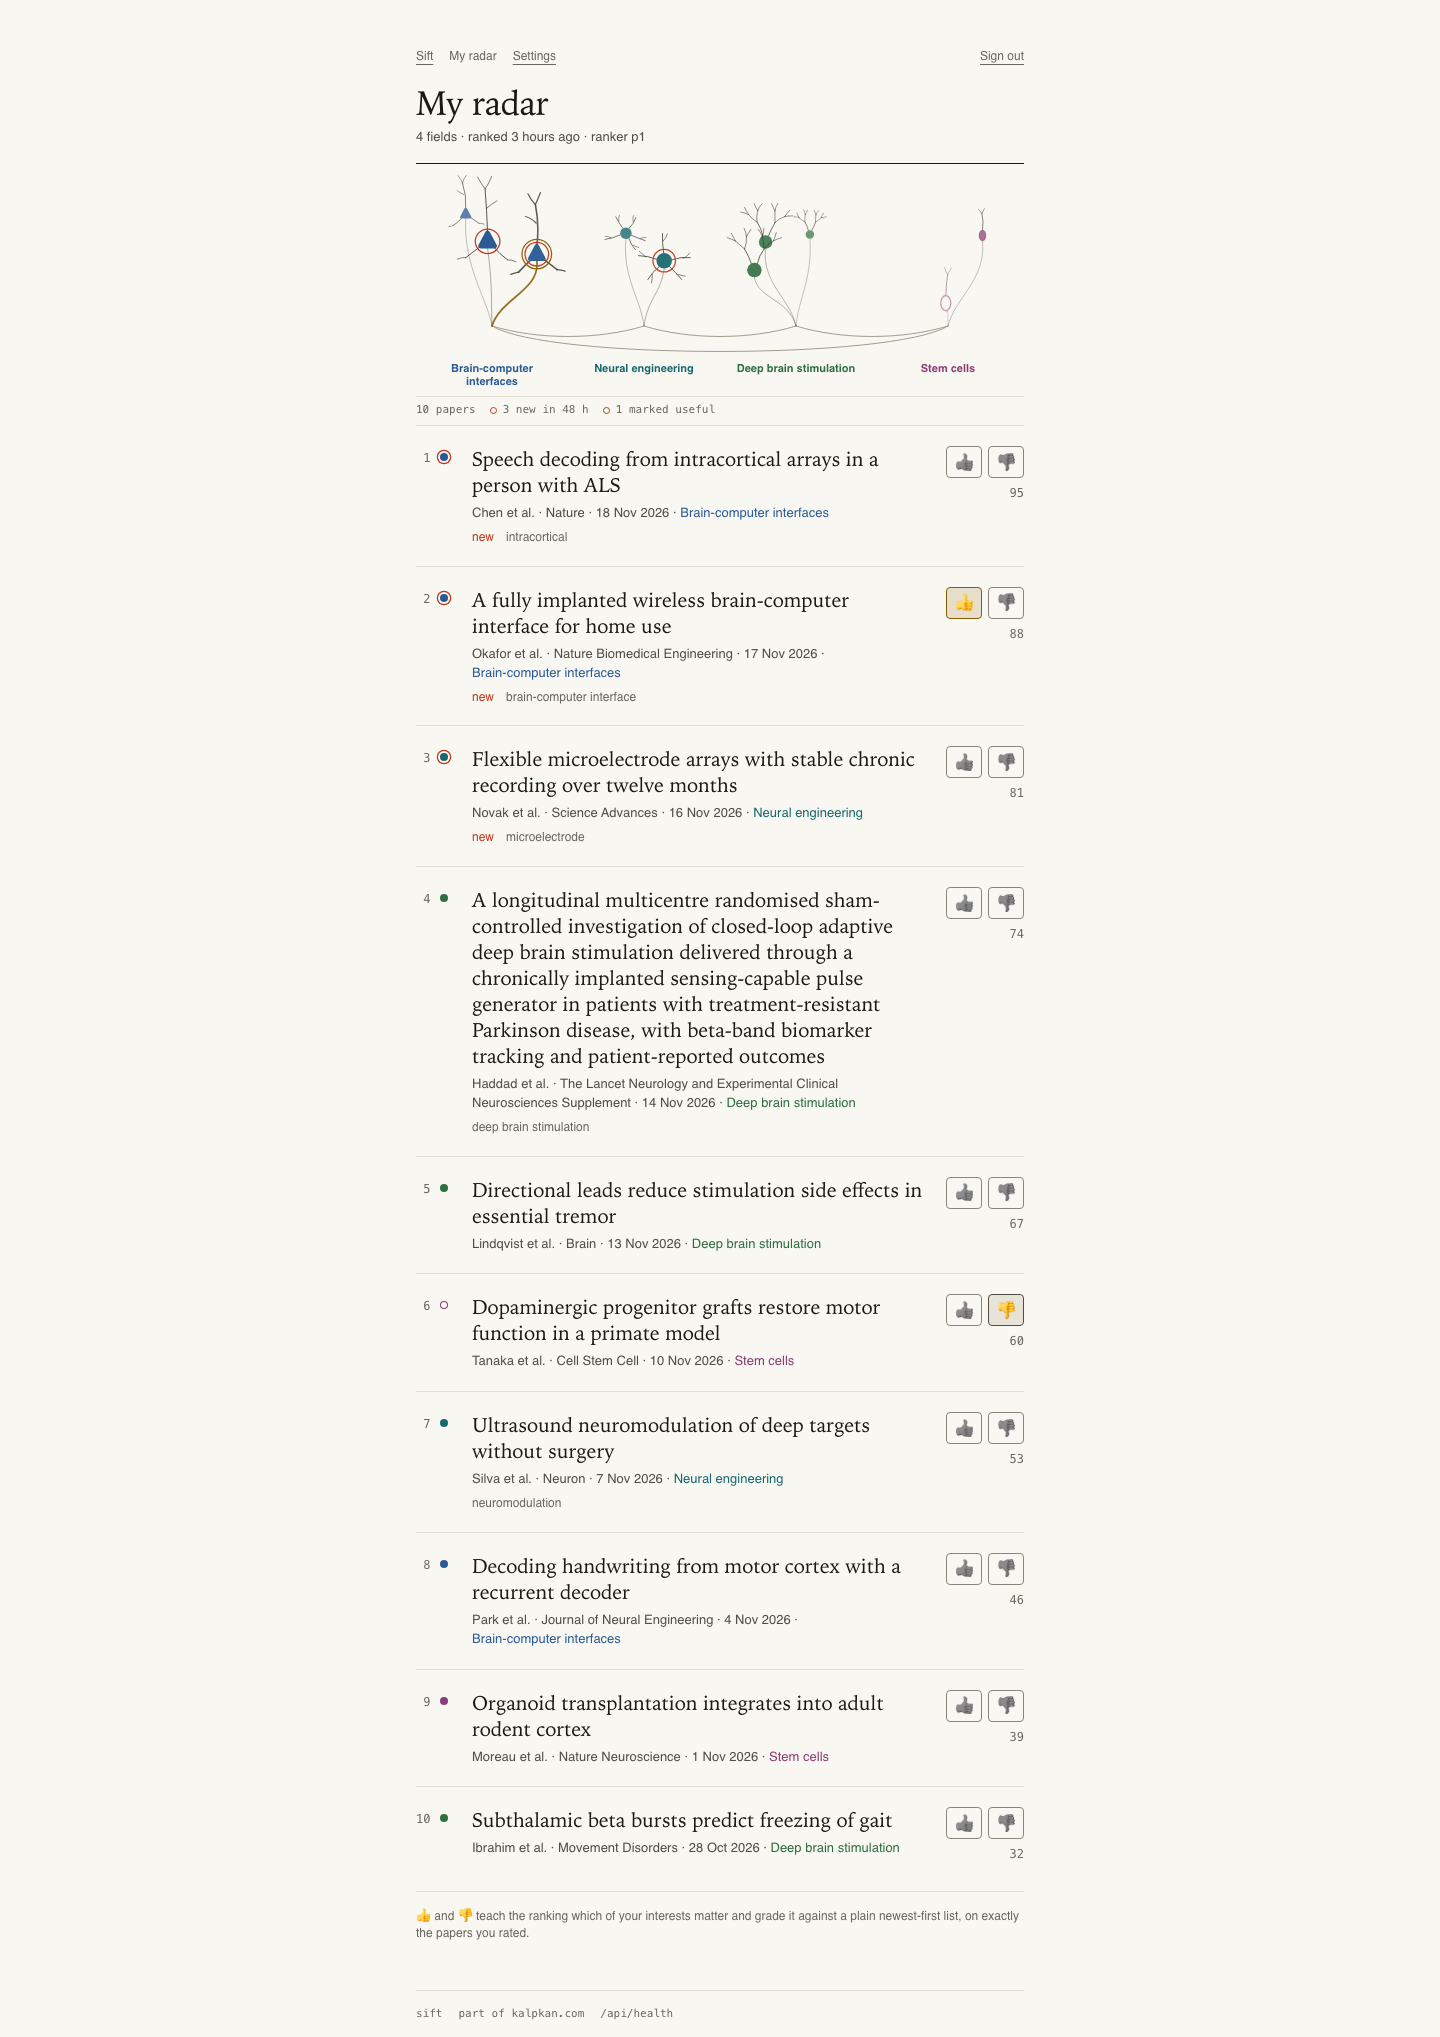 Sift My radar Settings Sign out
My radar
4 fields · ranked 3 hours ago · ranker p1
Brain-computer
interfaces
Neural engineering
Deep brain stimulation
Stem cells
10 papers 3 new in 48 h 1 marked useful
1
Speech decoding from intracortical arrays in a
person with ALS
95
Chen et al. · Nature · 18 Nov 2026 · Brain-computer interfaces
new intracortical
2
A fully implanted wireless brain-computer
interface for home use
88
Okafor et al. · Nature Biomedical Engineering · 17 Nov 2026 ·
Brain-computer interfaces
new brain-computer interface
3
Flexible microelectrode arrays with stable chronic
recording over twelve months
81
Novak et al. · Science Advances · 16 Nov 2026 · Neural engineering
new microelectrode
4
A longitudinal multicentre randomised sham-
controlled investigation of closed-loop adaptive
74
deep brain stimulation delivered through a
chronically implanted sensing-capable pulse
generator in patients with treatment-resistant
Parkinson disease, with beta-band biomarker
tracking and patient-reported outcomes
Haddad et al. · The Lancet Neurology and Experimental Clinical
Neurosciences Supplement · 14 Nov 2026 · Deep brain stimulation
deep brain stimulation
5
Directional leads reduce stimulation side effects in
essential tremor
67
Lindqvist et al. · Brain · 13 Nov 2026 · Deep brain stimulation
6
Dopaminergic progenitor grafts restore motor
function in a primate model
60
Tanaka et al. · Cell Stem Cell · 10 Nov 2026 · Stem cells
7
Ultrasound neuromodulation of deep targets
without surgery
53
Silva et al. · Neuron · 7 Nov 2026 · Neural engineering
neuromodulation
8
Decoding handwriting from motor cortex with a
recurrent decoder
46
Park et al. · Journal of Neural Engineering · 4 Nov 2026 ·
Brain-computer interfaces
9
Organoid transplantation integrates into adult
rodent cortex
39
Moreau et al. · Nature Neuroscience · 1 Nov 2026 · Stem cells
10
Subthalamic beta bursts predict freezing of gait
Ibrahim et al. · Movement Disorders · 28 Oct 2026 · Deep brain stimulation
32
👍 and 👎 teach the ranking which of your interests matter and grade it against a plain newest-first list, on exactly
the papers you rated.
sift part of kalpkan.com /api/health